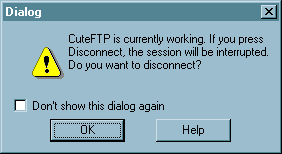 Dialog
CuteFTP is currently working. If you press
Disconnect, the session will be interrupted.
Do you want to disconnect?
Don't show this dialog again
OK
Help